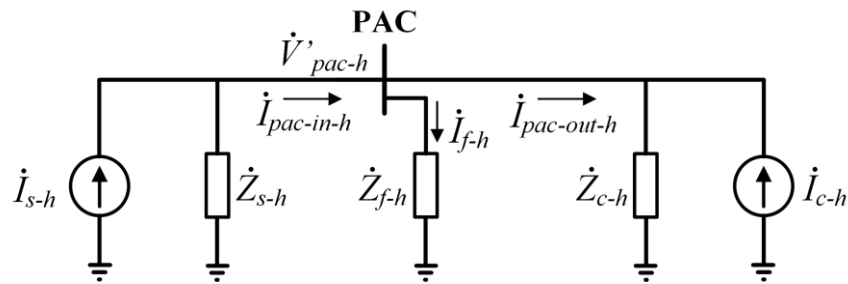 PAC
V̇'pac-h
İpac-in-h
İf-h
İpac-out-h
İs-h
Żs-h
Żf-h
Żc-h
İc-h